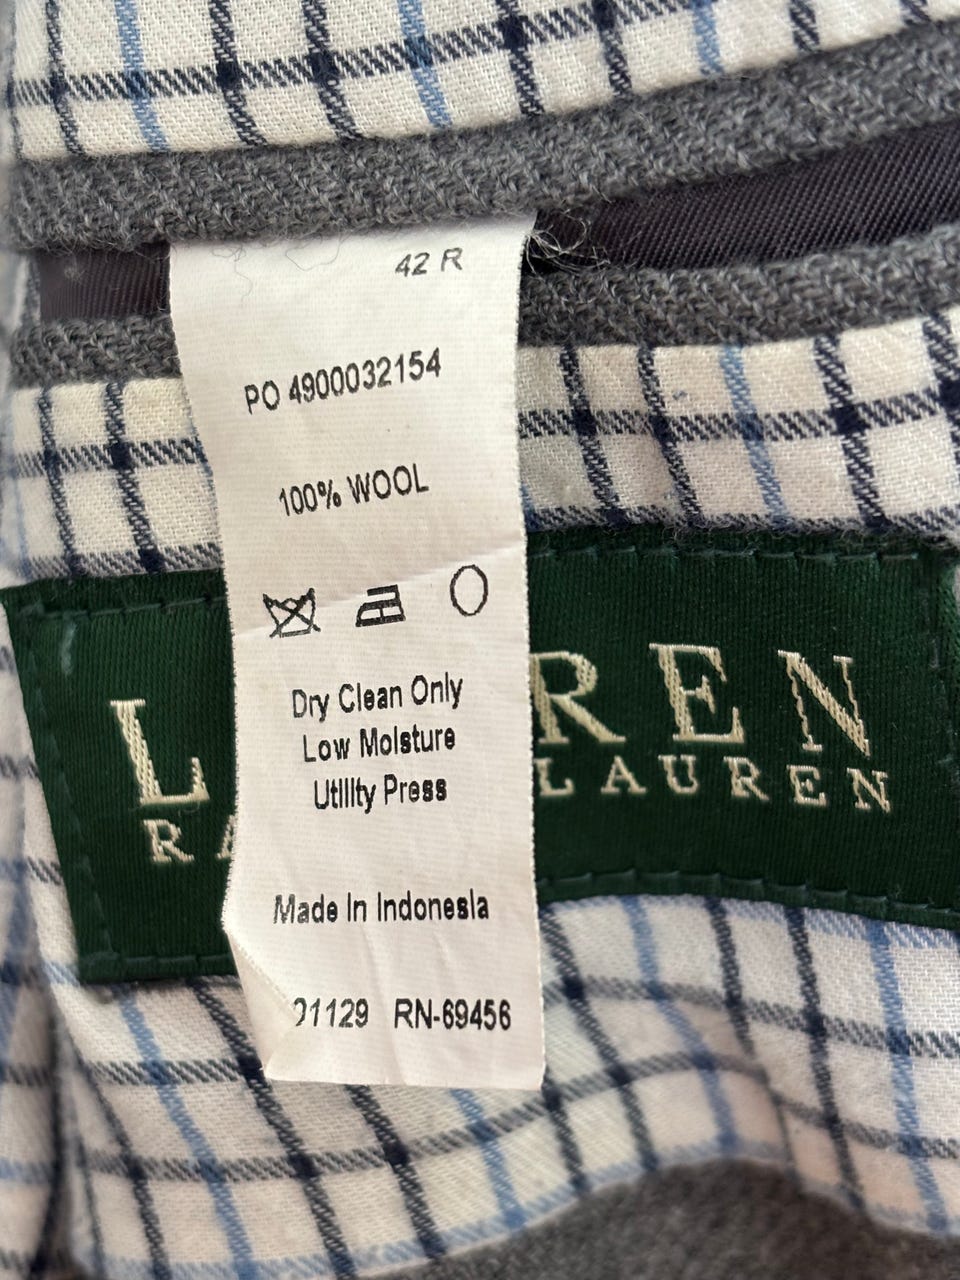 42 R
PO 4900032154
100% WOOL
Dry Clean Only
Low Moisture
Utility Press
L REN
R LAUREN
Made In Indonesia
01129 RN-69456